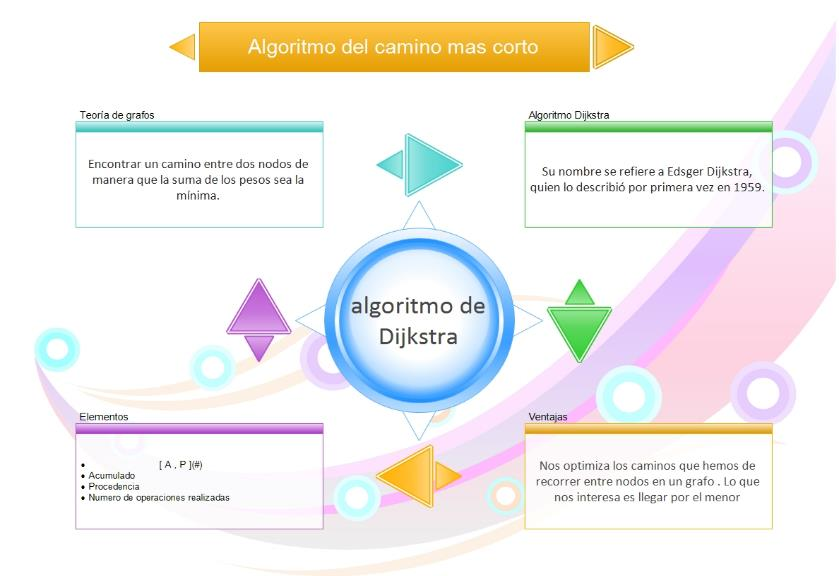 Algoritmo del camino mas corto
Teoría de grafos
Encontrar un camino entre dos nodos de
manera que la suma de los pesos sea la
mínima.
Algoritmo Dijkstra
Su nombre se refiere a Edsger Dijkstra,
quien lo describió por primera vez en 1959.
algoritmo de
Dijkstra
Elementos
• [ A , P ](#)
• Acumulado
• Procedencia
• Numero de operaciones realizadas
Ventajas
Nos optimiza los caminos que hemos de
recorrer entre nodos en un grafo . Lo que
nos interesa es llegar por el menor